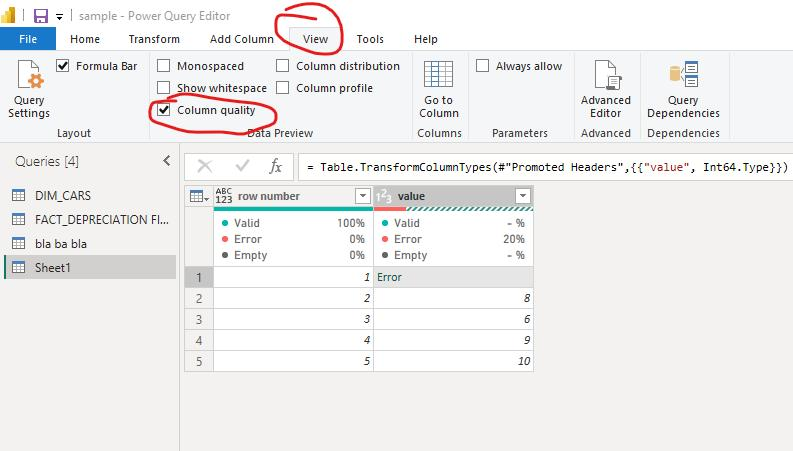 sample - Power Query Editor
File Home Transform Add Column View Tools Help
Query Settings
Formula Bar
Layout
Monospaced
Show whitespace
Column quality
Column distribution
Column profile
Data Preview
Go to Column
Columns
Always allow
Parameters
Advanced Editor
Advanced
Query Dependencies
Dependencies
Queries [4]
DIM_CARS
FACT_DEPRECIATION FI...
bla ba bla
Sheet1
fx = Table.TransformColumnTypes(#"Promoted Headers",{{"value", Int64.Type}})
ABC 123 row number 123 value
Valid 100% Valid - %
Error 0% Error 20%
Empty 0% Empty - %
1 1 Error
2 2 8
3 3 6
4 4 9
5 5 10